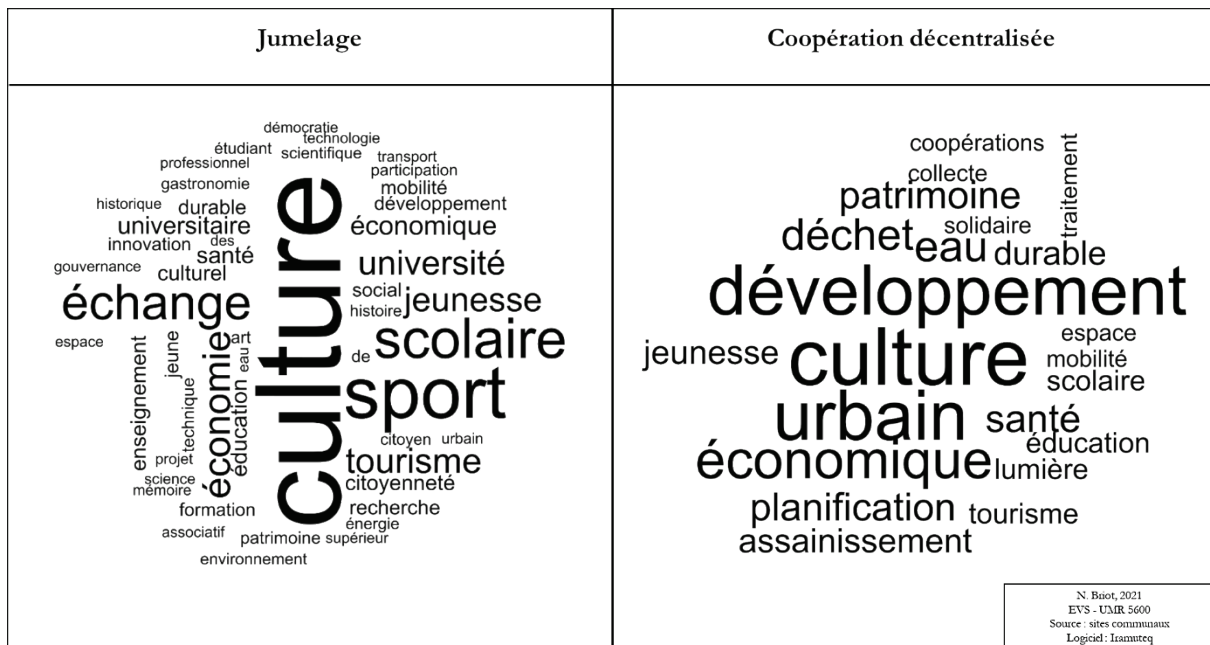 Jumelage
Coopération décentralisée
démocratie
technologie
étudiant
scientifique
professionnel
transport
participation
gastronomie
mobilité
historique
durable
développement
universitaire
économique
innovation
des
santé
gouvernance
culturel
université
culture
échange
social
jeunesse
histoire
espace
enseignement
jeune
technique
économie
art
eau
éducation
de
scolaire
sport
projet
citoyen
urbain
tourisme
science
mémoire
citoyenneté
formation
recherche
énergie
associatif
patrimoine
supérieur
environnement
coopérations
traitement
collecte
patrimoine
solidaire
déchet
eau
durable
développement
espace
jeunesse
culture
mobilité
scolaire
urbain
santé
éducation
économique
lumière
planification
tourisme
assainissement
N. Briot, 2021
EVS - UMR 5600
Source : sites communaux
Logiciel : Iramuteq